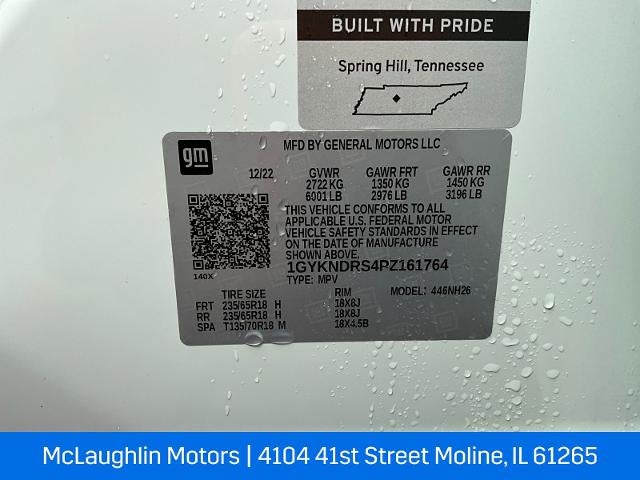 BUILT WITH PRIDE
Spring Hill, Tennessee
gm
MFD BY GENERAL MOTORS LLC
12/22 GVWR GAWR FRT GAWR RR
2722 KG 1350 KG 1450 KG
6001 LB 2976 LB 3196 LB
THIS VEHICLE CONFORMS TO ALL
APPLICABLE U.S. FEDERAL MOTOR
VEHICLE SAFETY STANDARDS IN EFFECT
ON THE DATE OF MANUFACTURE
SHOWN ABOVE.
1GYKNDRS4PZ161764
140X
TYPE: MPV
TIRE SIZE RIM MODEL: 446NH26
FRT 235/65R18 H 18X8J
RR 235/65R18 H 18X8J
SPA T135/70R18 M 18X4.5B
McLaughlin Motors | 4104 41st Street Moline, IL 61265